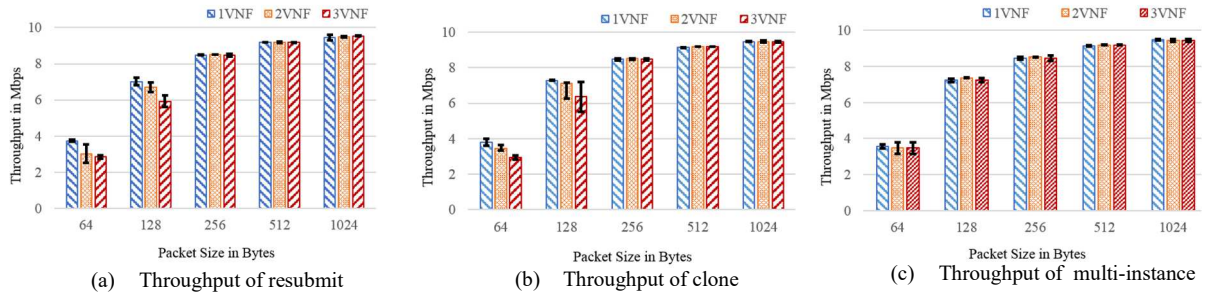 1VNF 2VNF 3VNF
Throughput in Mbps
10
8
6
4
2
0
64 128 256 512 1024
Packet Size in Bytes
(a) Throughput of resubmit
1VNF 2VNF 3VNF
Throughput in Mbps
10
8
6
4
2
0
64 128 256 512 1024
Packet Size in Bytes
(b) Throughput of clone
1VNF 2VNF 3VNF
Throughput in Mbps
10
8
6
4
2
0
64 128 256 512 1024
Packet Size in Bytes
(c) Throughput of multi-instance